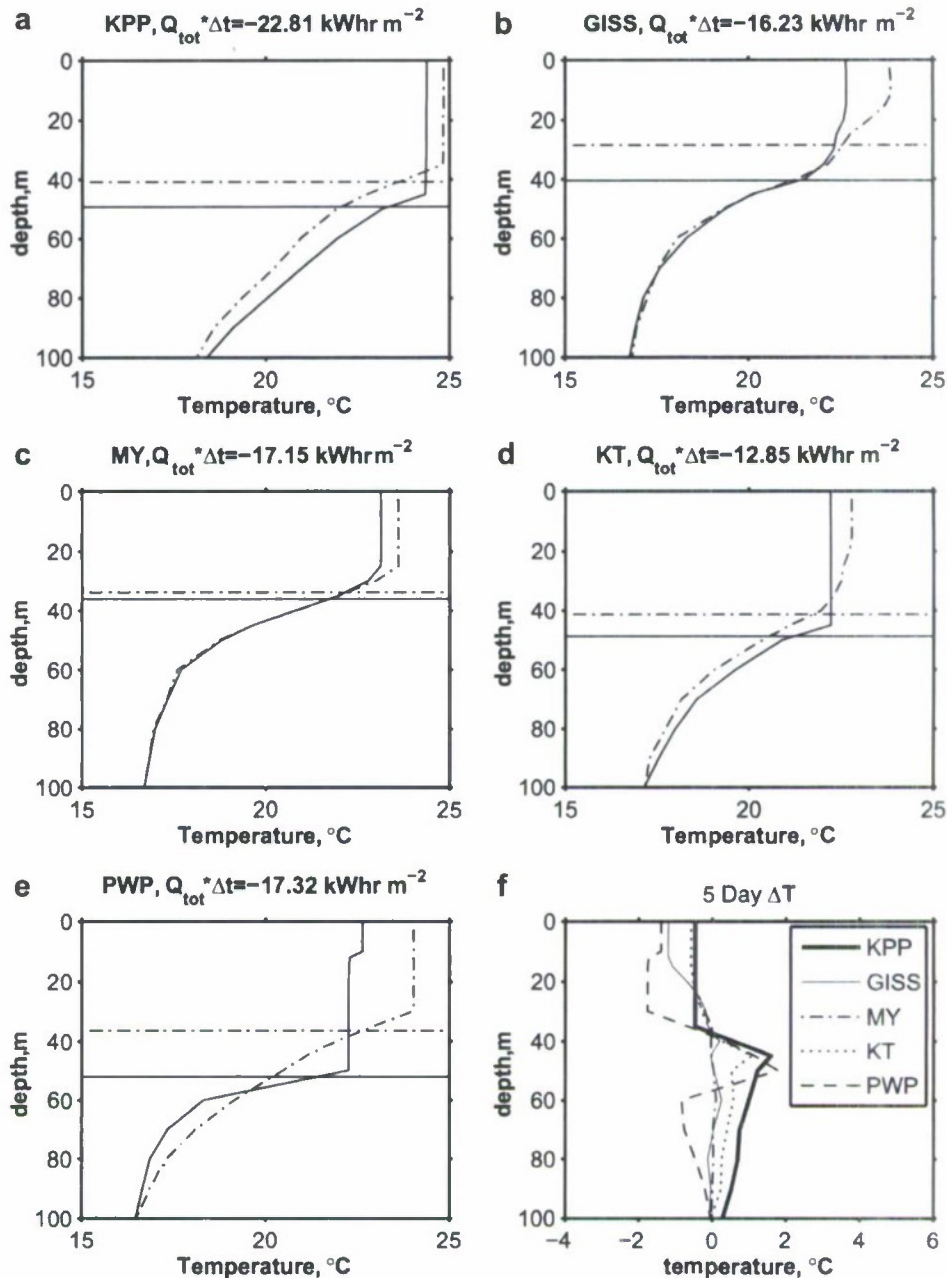 a KPP, Q_tot*Δt=−22.81 kWhr m^−2
0
20
40
60
80
100
depth,m
15 20 25
Temperature, °C
b GISS, Q_tot*Δt=−16.23 kWhr m^−2
0
20
40
60
80
100
depth,m
15 20 25
Temperature, °C
c MY,Q_tot*Δt=−17.15 kWhr m^−2
0
20
40
60
80
100
depth,m
15 20 25
Temperature, °C
d KT, Q_tot*Δt=−12.85 kWhr m^−2
0
20
40
60
80
100
depth,m
15 20 25
Temperature, °C
e PWP, Q_tot*Δt=−17.32 kWhr m^−2
0
20
40
60
80
100
depth,m
15 20 25
Temperature, °C
f 5 Day ΔT
0
20
40
60
80
100
depth,m
KPP
GISS
MY
KT
PWP
−4 −2 0 2 4 6
temperature, °C